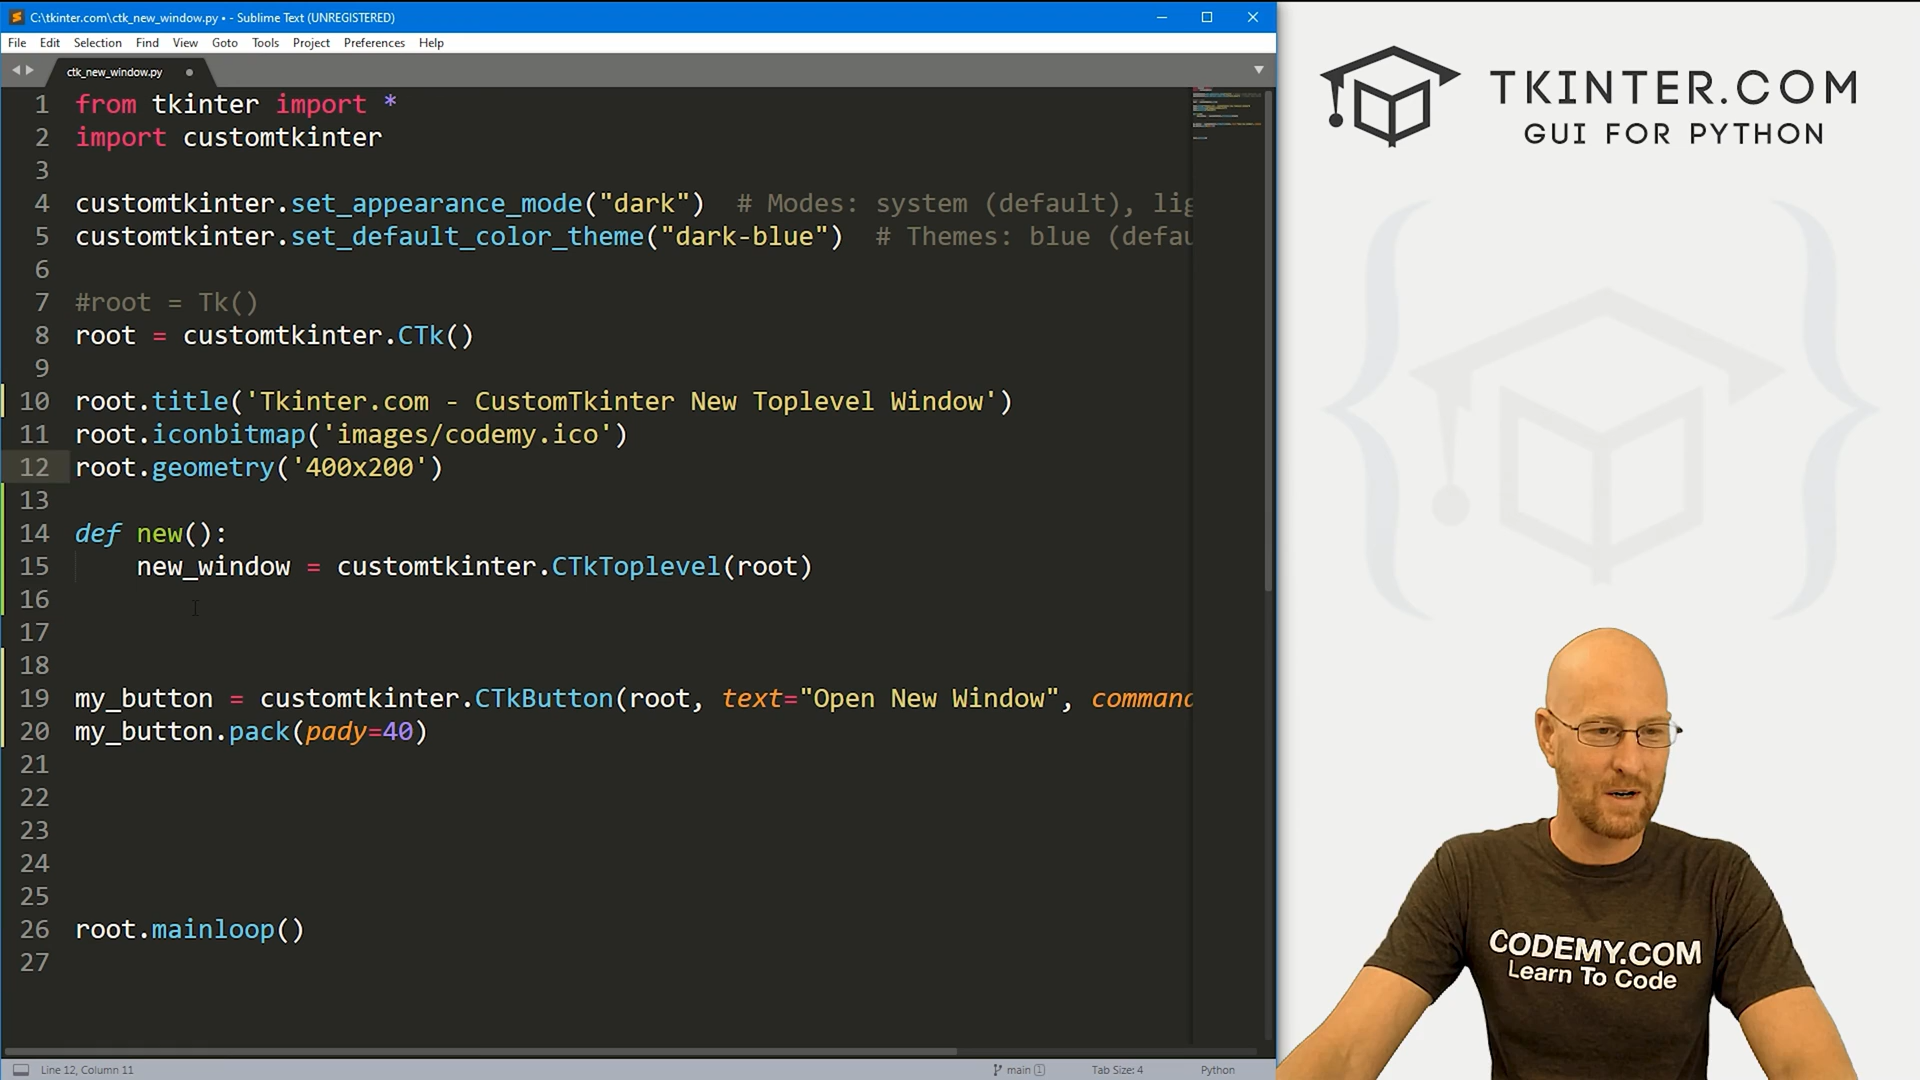 C:\tkinter.com\ctk_new_window.py • - Sublime Text (UNREGISTERED)
File Edit Selection Find View Goto Tools Project Preferences Help
ctk_new_window.py
1 from tkinter import *
2 import customtkinter
3
4 customtkinter.set_appearance_mode("dark")  # Modes: system (default), lig
5 customtkinter.set_default_color_theme("dark-blue")  # Themes: blue (defau
6
7 #root = Tk()
8 root = customtkinter.CTk()
9
10 root.title('Tkinter.com - CustomTkinter New Toplevel Window')
11 root.iconbitmap('images/codemy.ico')
12 root.geometry('400x200')
13
14 def new():
15 new_window = customtkinter.CTkToplevel(root)
16
17
18
19 my_button = customtkinter.CTkButton(root, text="Open New Window", command
20 my_button.pack(pady=40)
21
22
23
24
25
26 root.mainloop()
27
Line 12, Column 11
main 1
Tab Size: 4
Python
TKINTER.COM
GUI FOR PYTHON
CODEMY.COM
Learn To Code